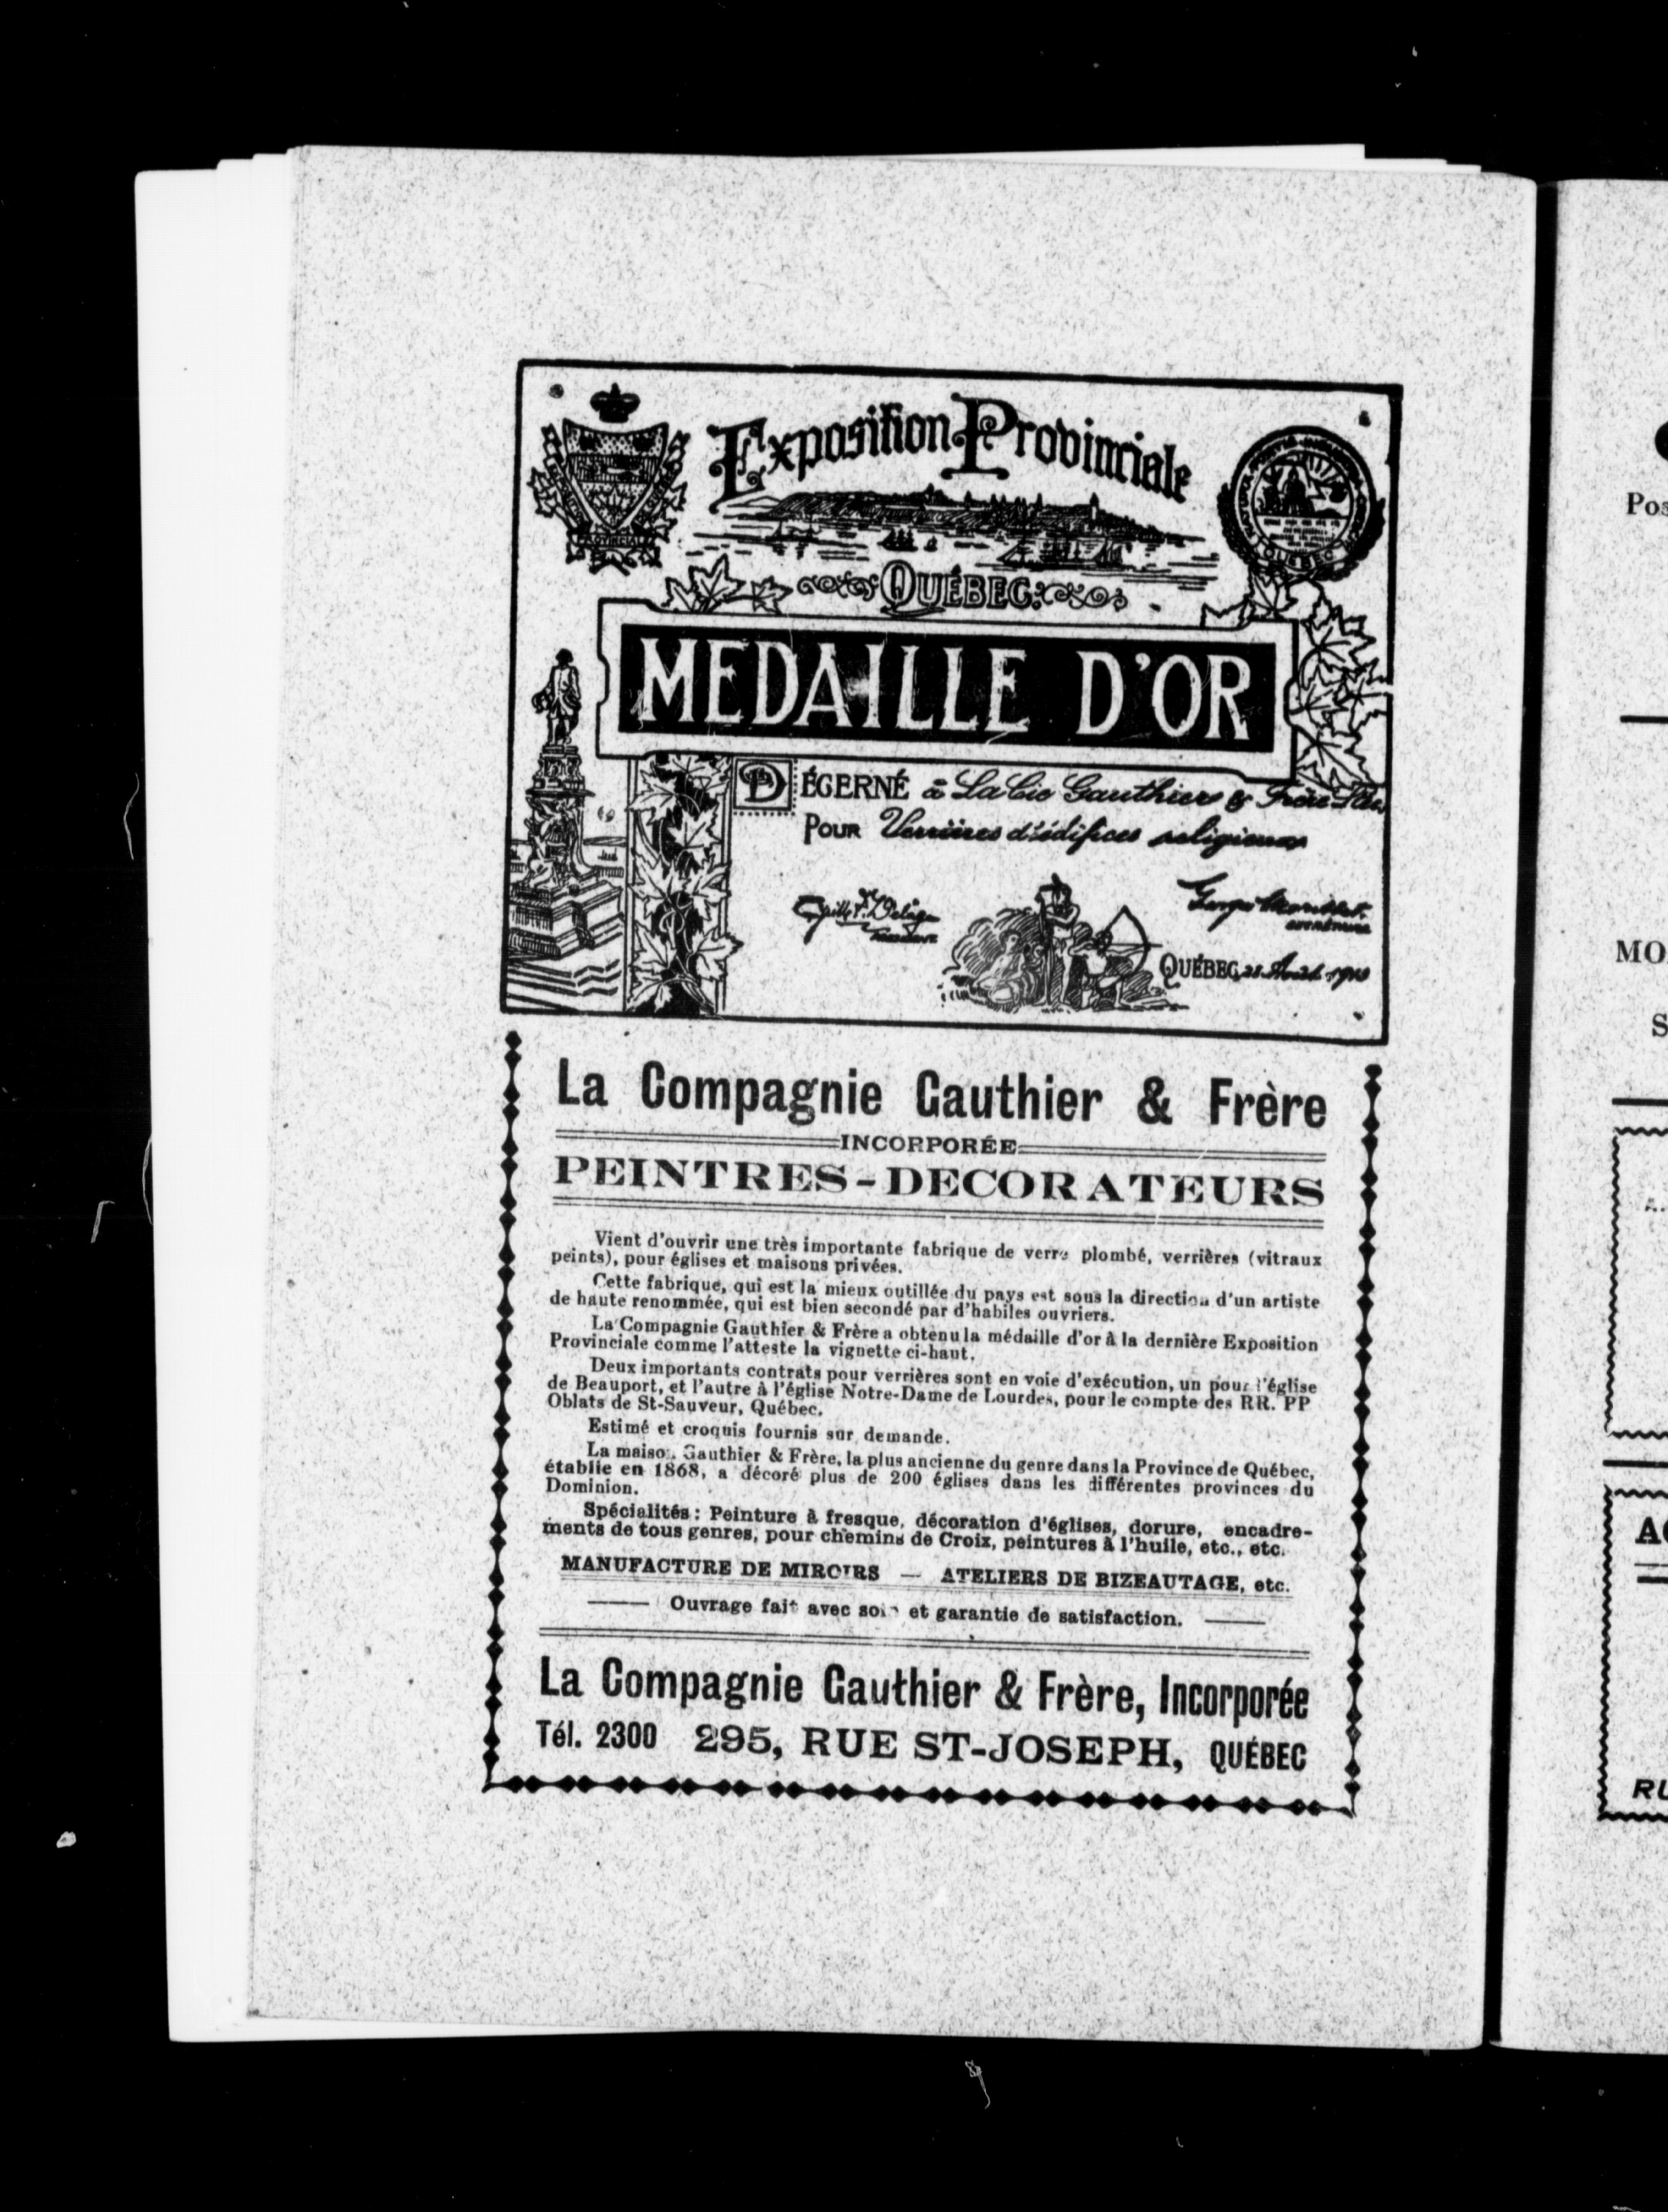 Exposition Provinciale
PROVINCIALE
QUÉBEC
QUÉBEC
MEDAILLE D'OR
DÉCERNÉ à La Cie Gauthier & Frère
POUR Verrières d'édifices religieux
QUÉBEC,
La Compagnie Gauthier & Frère
INCORPORÉE
PEINTRES-DECORATEURS
Vient d'ouvrir une très importante fabrique de verre plombé, verrières (vitraux
peints), pour églises et maisons privées.
Cette fabrique, qui est la mieux outillée du pays est sous la direction d'un artiste
de haute renommée, qui est bien secondé par d'habiles ouvriers.
La Compagnie Gauthier & Frère a obtenu la médaille d'or à la dernière Exposition
Provinciale comme l'atteste la vignette ci-haut.
Deux importants contrats pour verrières sont en voie d'exécution, un pour l'église
de Beauport, et l'autre à l'église Notre-Dame de Lourdes, pour le compte des RR. PP
Oblats de St-Sauveur, Québec.
Estimé et croquis fournis sur demande.
La maison Gauthier & Frère, la plus ancienne du genre dans la Province de Québec,
établie en 1868, a décoré plus de 200 églises dans les différentes provinces du
Dominion.
Spécialités : Peinture à fresque, décoration d'églises, dorure, encadre-
ments de tous genres, pour chemins de Croix, peintures à l'huile, etc., etc.
MANUFACTURE DE MIROIRS — ATELIERS DE BIZEAUTAGE, etc.
Ouvrage fait avec soin et garantie de satisfaction.
La Compagnie Gauthier & Frère, Incorporée
Tél. 2300 295, RUE ST-JOSEPH, QUÉBEC
Pos
MO
S
AC
RU